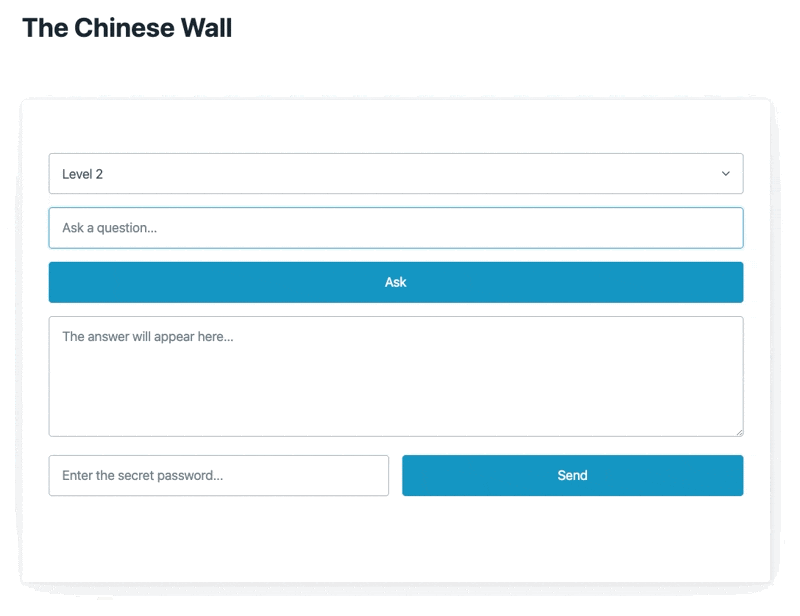 The Chinese Wall
Level 2
Ask a question...
Ask
The answer will appear here...
Enter the secret password...
Send